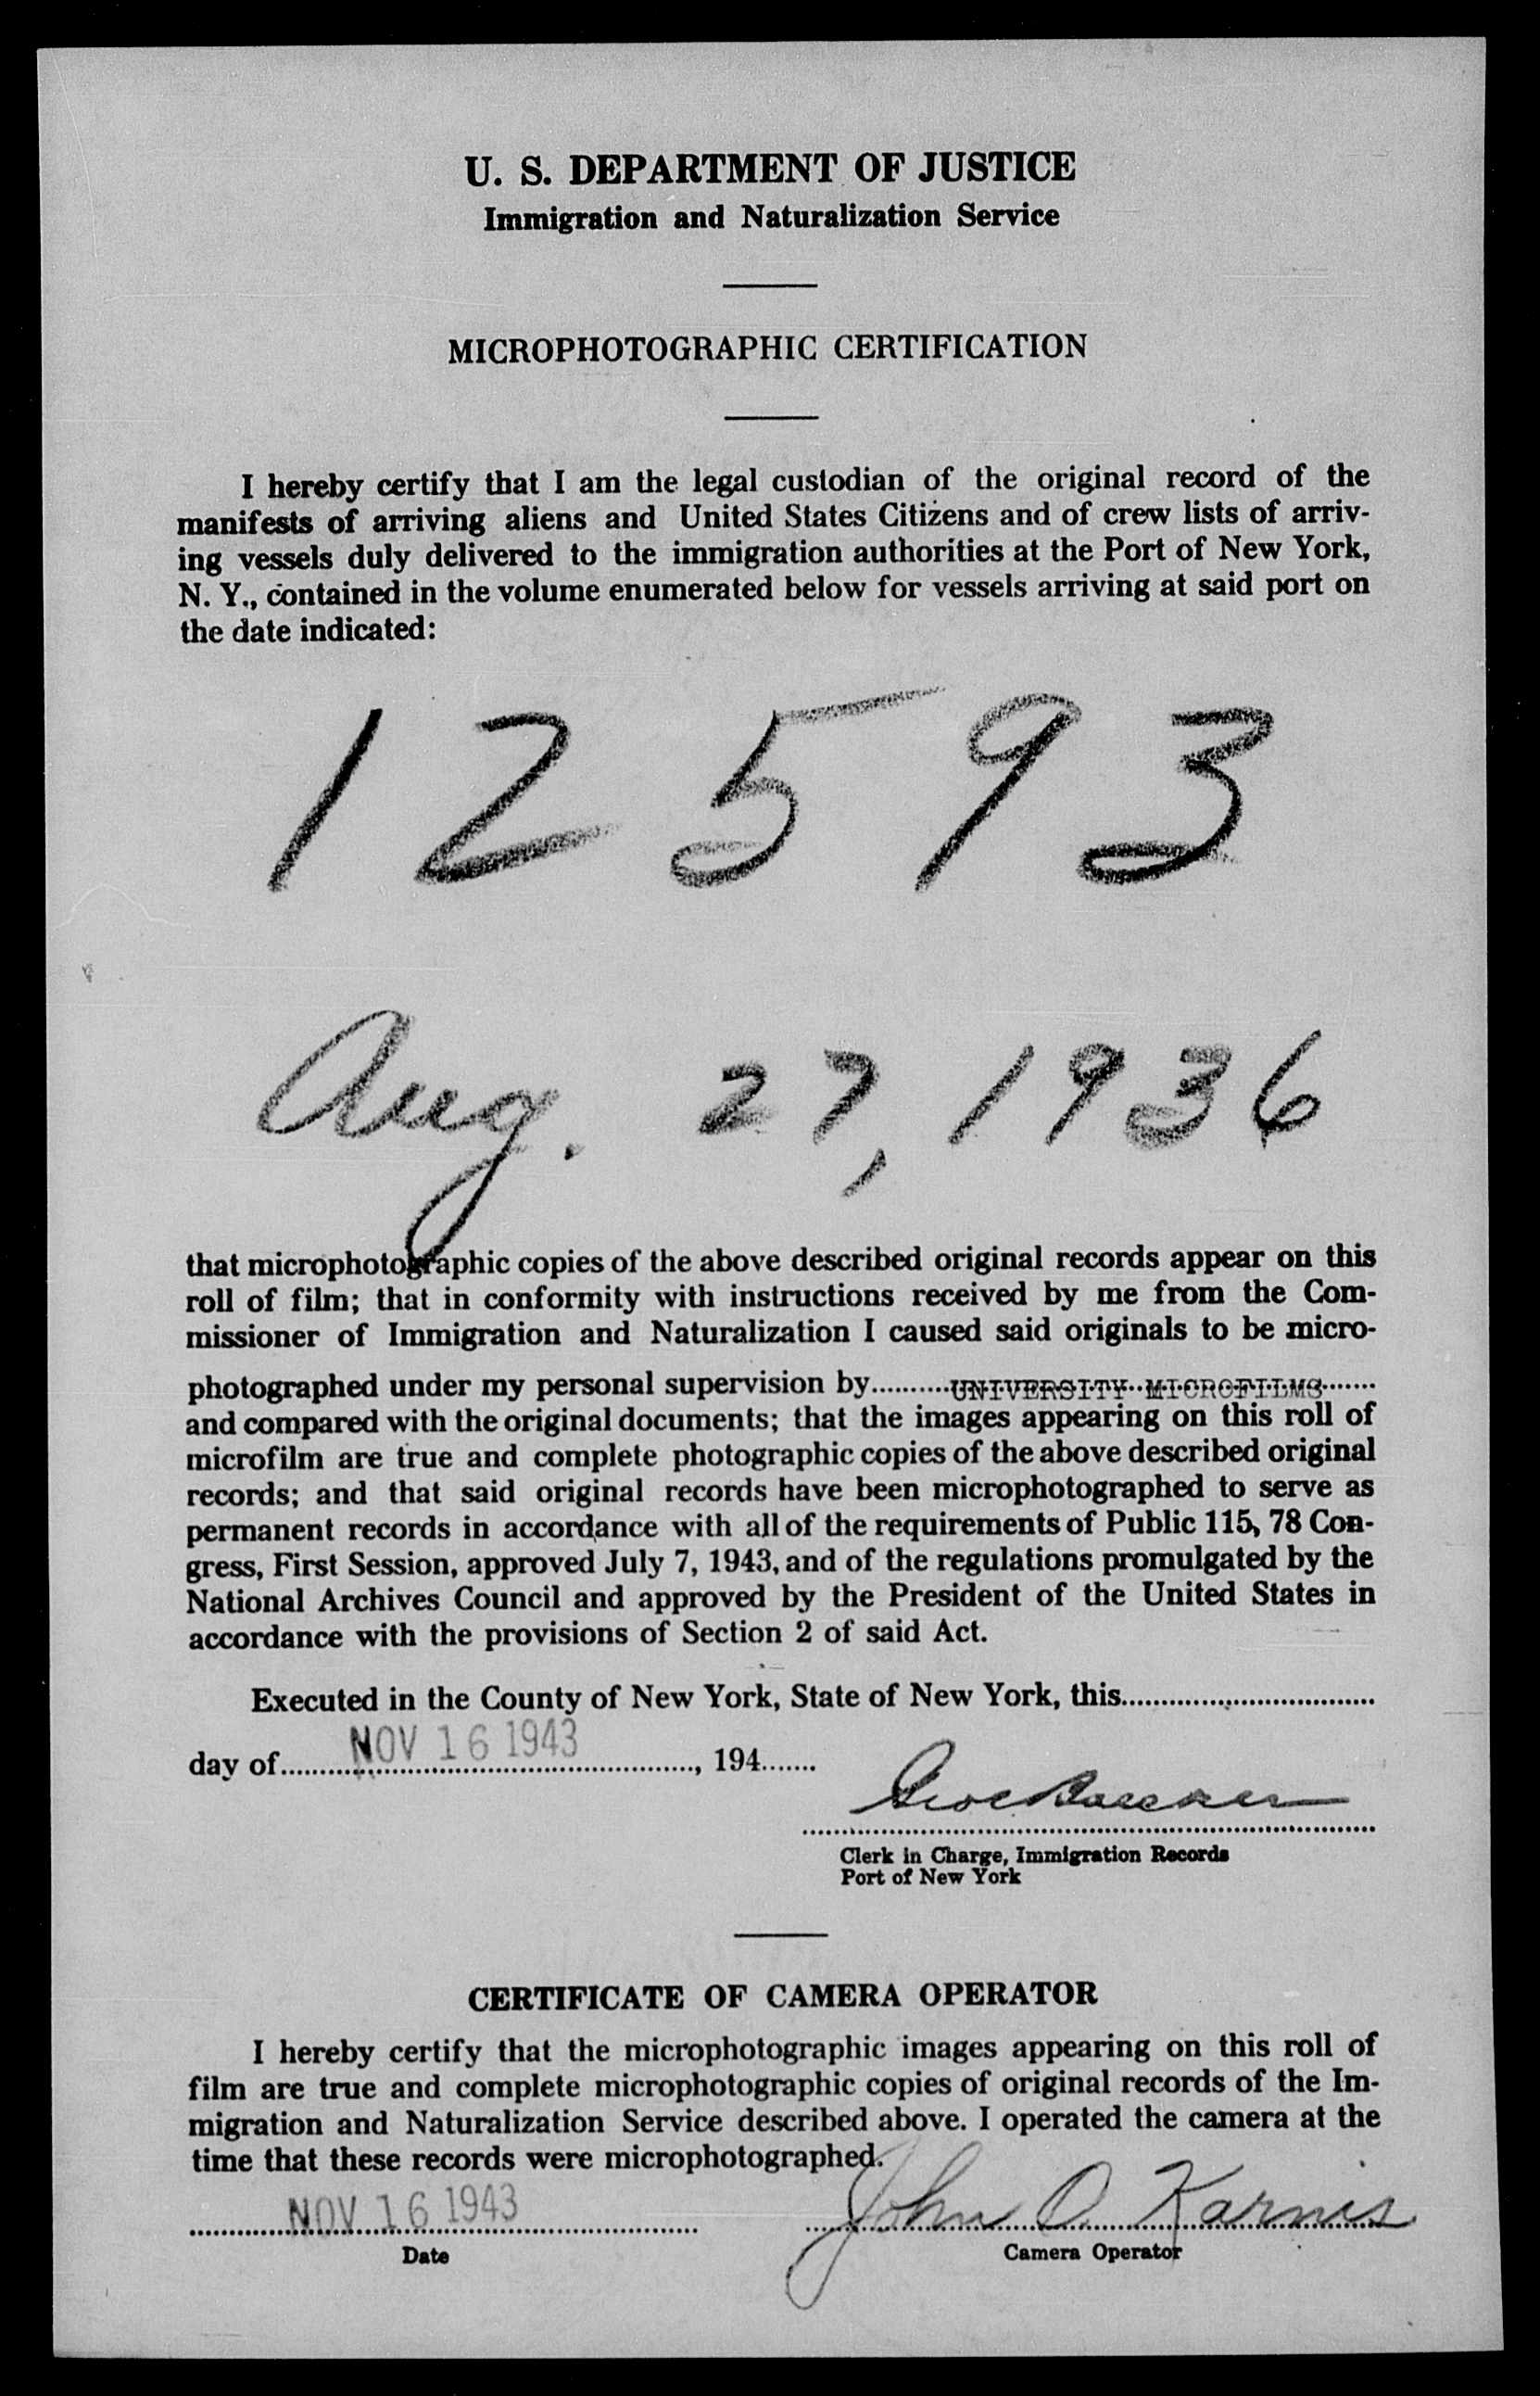 U. S. DEPARTMENT OF JUSTICE
Immigration and Naturalization Service
MICROPHOTOGRAPHIC CERTIFICATION
I hereby certify that I am the legal custodian of the original record of the
manifests of arriving aliens and United States Citizens and of crew lists of arriv-
ing vessels duly delivered to the immigration authorities at the Port of New York,
N. Y., contained in the volume enumerated below for vessels arriving at said port on
the date indicated:
12593
Aug. 27, 1936
that microphotographic copies of the above described original records appear on this
roll of film; that in conformity with instructions received by me from the Com-
missioner of Immigration and Naturalization I caused said originals to be micro-
photographed under my personal supervision by..........UNIVERSITY MICROFILMS.......
and compared with the original documents; that the images appearing on this roll of
microfilm are true and complete photographic copies of the above described original
records; and that said original records have been microphotographed to serve as
permanent records in accordance with all of the requirements of Public 115, 78 Con-
gress, First Session, approved July 7, 1943, and of the regulations promulgated by the
National Archives Council and approved by the President of the United States in
accordance with the provisions of Section 2 of said Act.
Executed in the County of New York, State of New York, this
day of NOV 16 1943, 194
Clerk in Charge, Immigration Records
Port of New York
CERTIFICATE OF CAMERA OPERATOR
I hereby certify that the microphotographic images appearing on this roll of
film are true and complete microphotographic copies of original records of the Im-
migration and Naturalization Service described above. I operated the camera at the
time that these records were microphotographed.
NOV 16 1943 John O. Karnis
Date Camera Operator